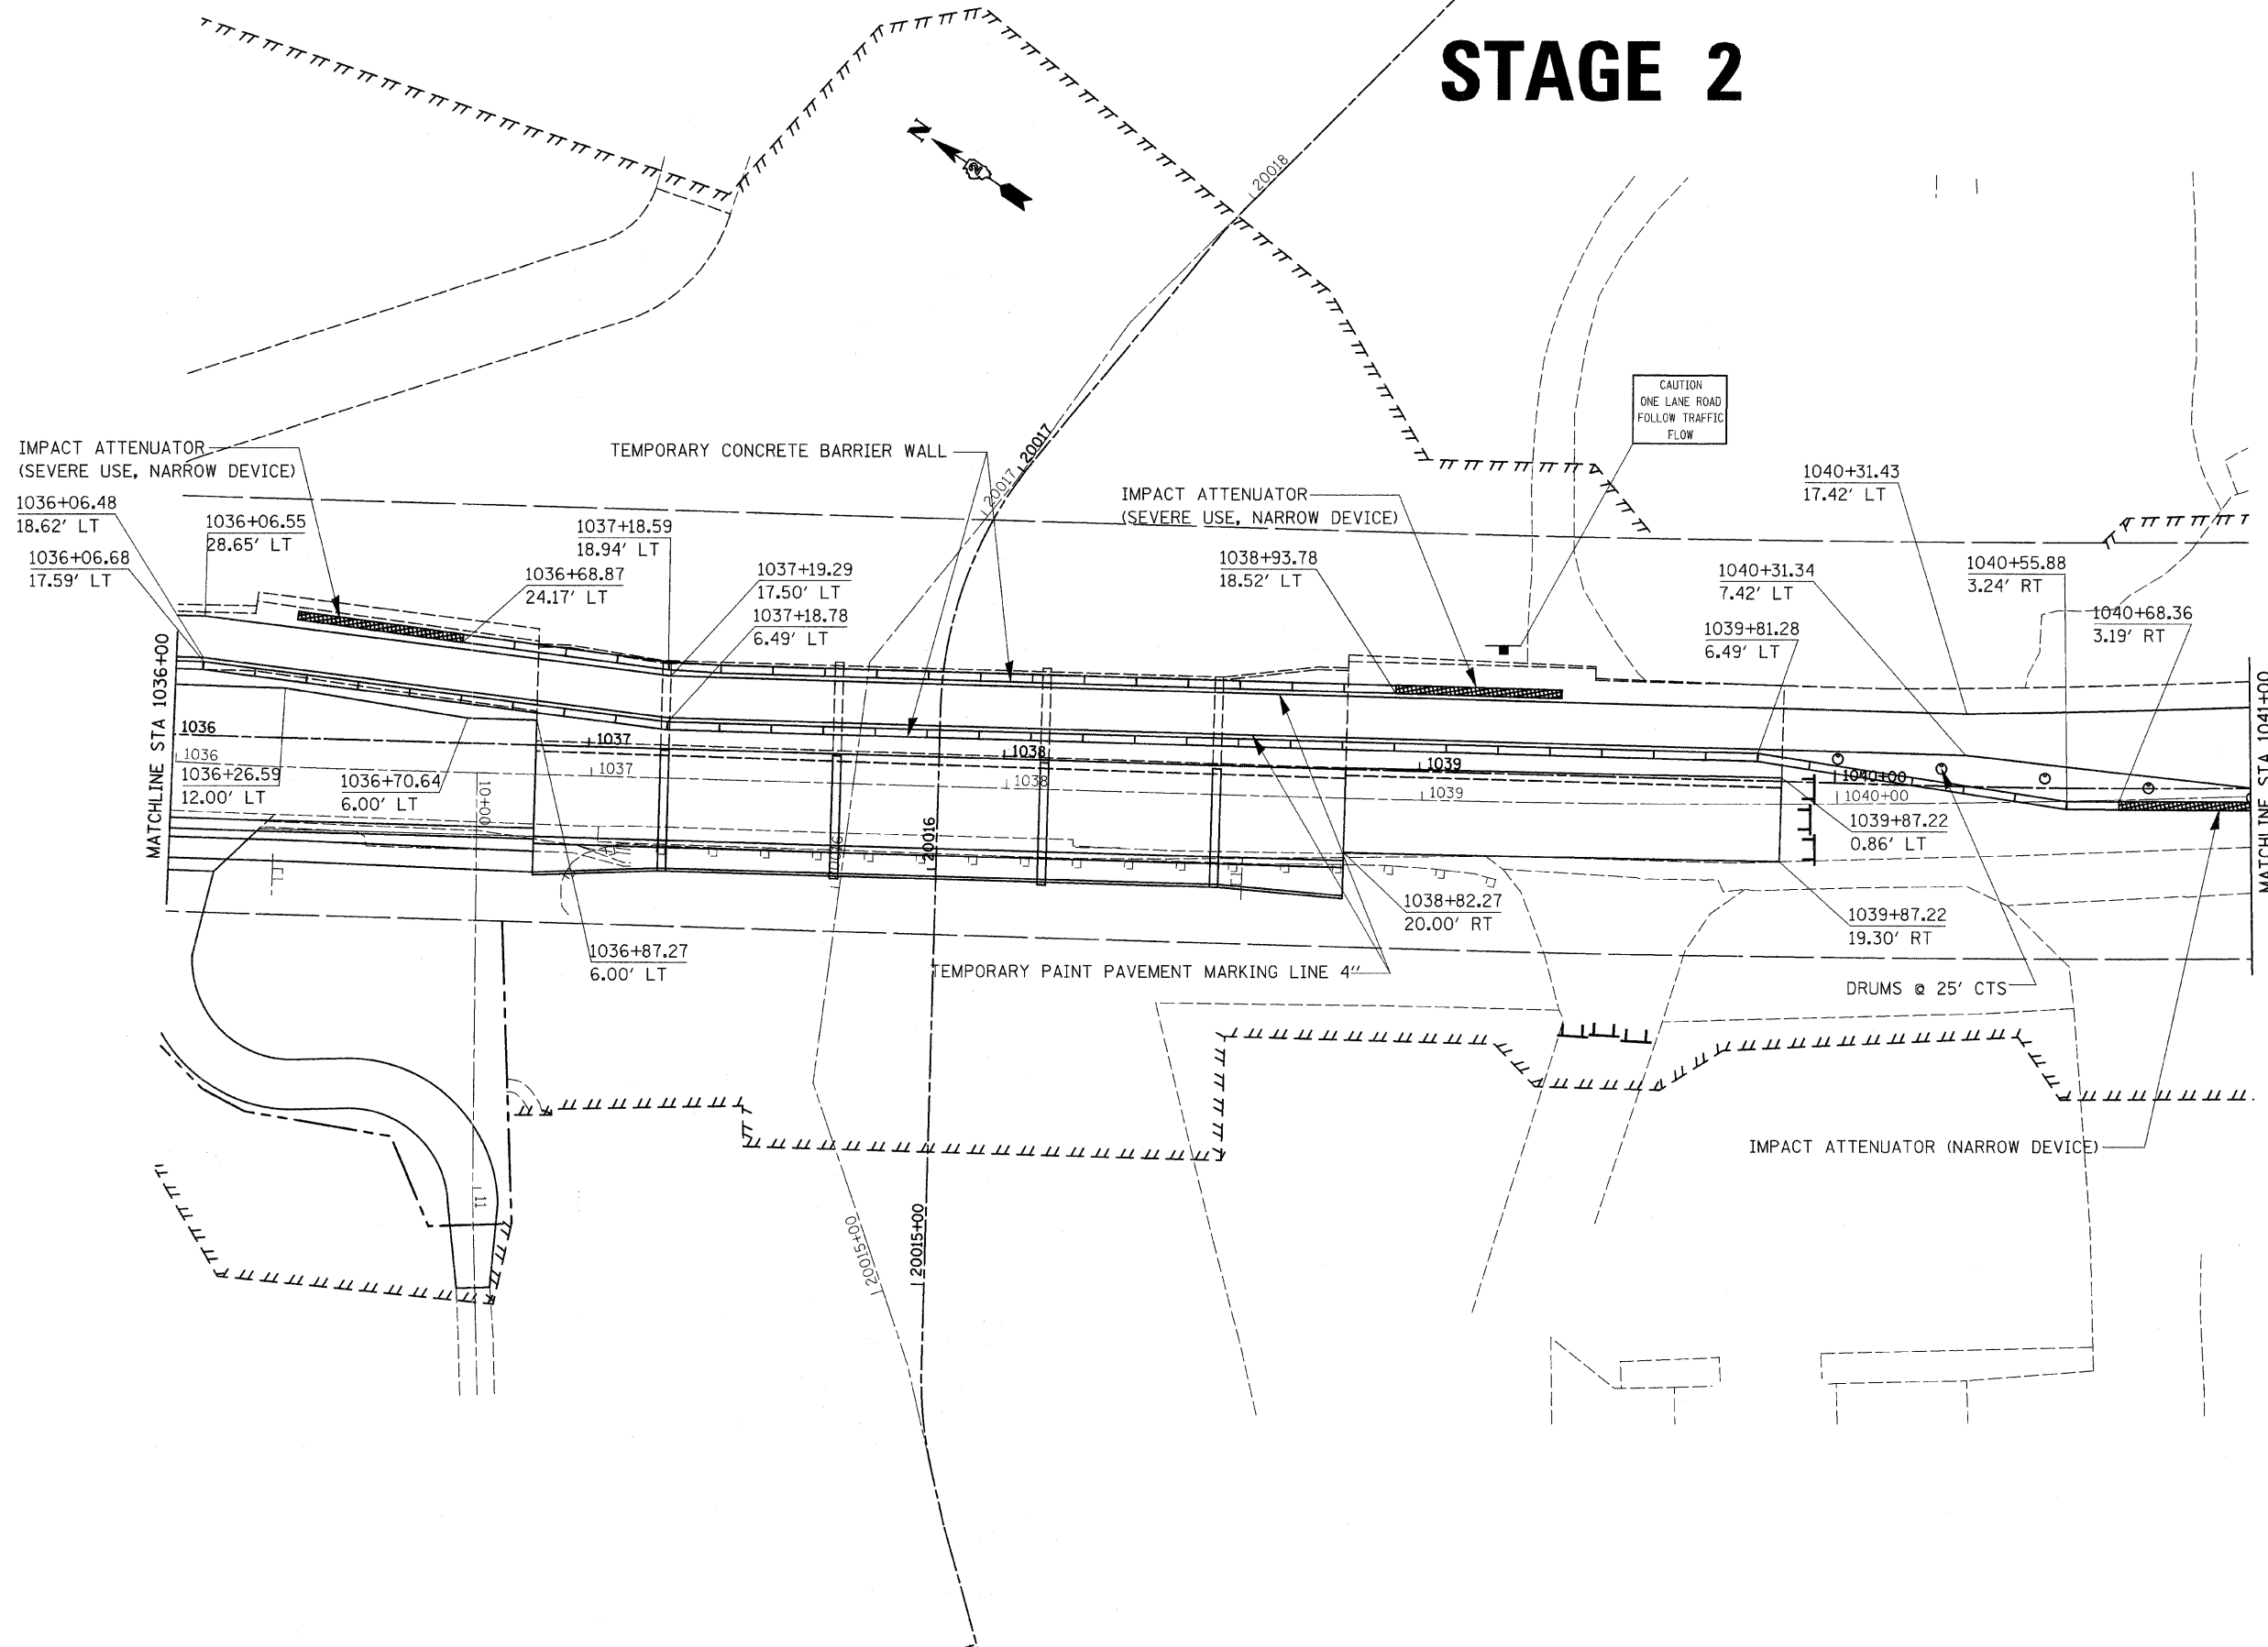 STAGE 2
N
2
20018
CAUTION
ONE LANE ROAD
FOLLOW TRAFFIC
FLOW
IMPACT ATTENUATOR
(SEVERE USE, NARROW DEVICE)
TEMPORARY CONCRETE BARRIER WALL
20017
20017
IMPACT ATTENUATOR
(SEVERE USE, NARROW DEVICE)
1040+31.43
17.42' LT
1036+06.48
18.62' LT
1036+06.55
28.65' LT
1037+18.59
18.94' LT
1036+06.68
17.59' LT
1036+68.87
24.17' LT
1037+19.29
17.50' LT
1037+18.78
6.49' LT
1038+93.78
18.52' LT
1040+31.34
7.42' LT
1040+55.88
3.24' RT
1039+81.28
6.49' LT
1040+68.36
3.19' RT
MATCHLINE STA 1036+00
MATCHLINE STA 1041+00
1036
1037
1038
1039
1040+00
1036
1037
1038
1039
1040+00
1036+26.59
12.00' LT
1036+70.64
6.00' LT
10+00
20016
20016
1039+87.22
0.86' LT
1038+82.27
20.00' RT
1039+87.22
19.30' RT
1036+87.27
6.00' LT
TEMPORARY PAINT PAVEMENT MARKING LINE 4"
DRUMS @ 25' CTS
IMPACT ATTENUATOR (NARROW DEVICE)
11
20015+00
20015+00